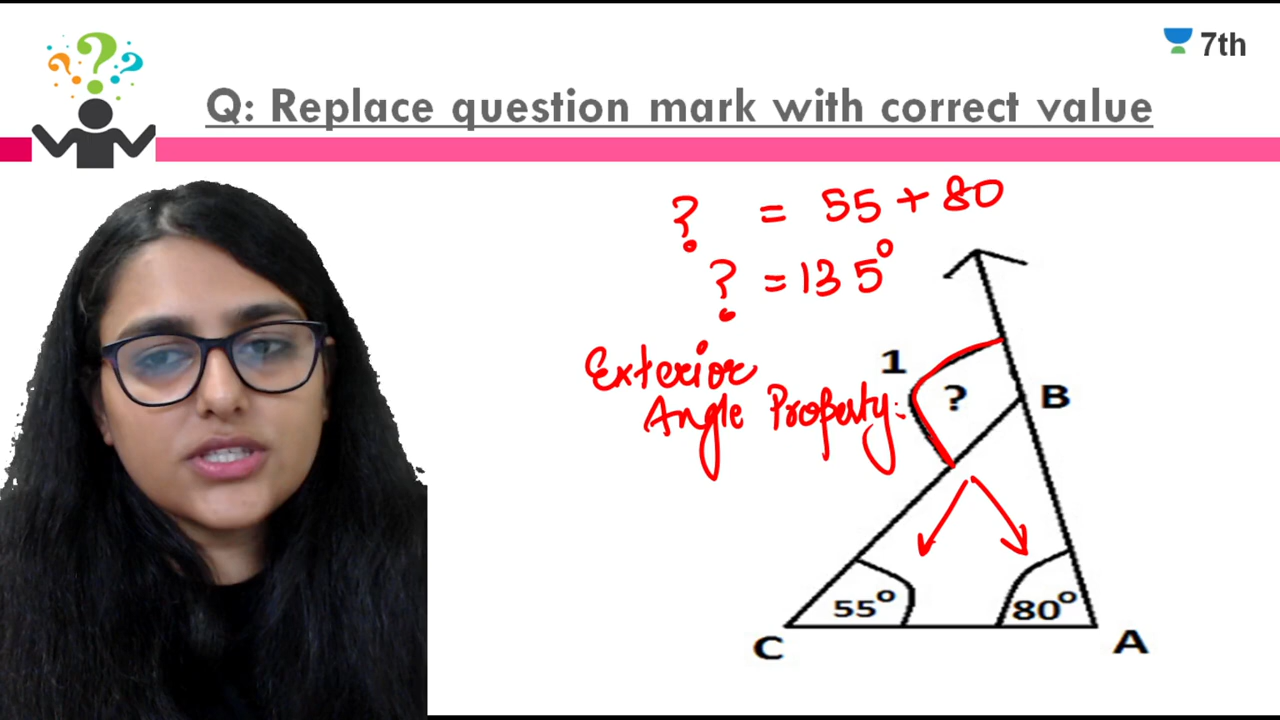 7th
Q: Replace question mark with correct value
? = 55 + 80
? = 135°
Exterior
Angle Property:
1
?
B
55°
80°
C
A